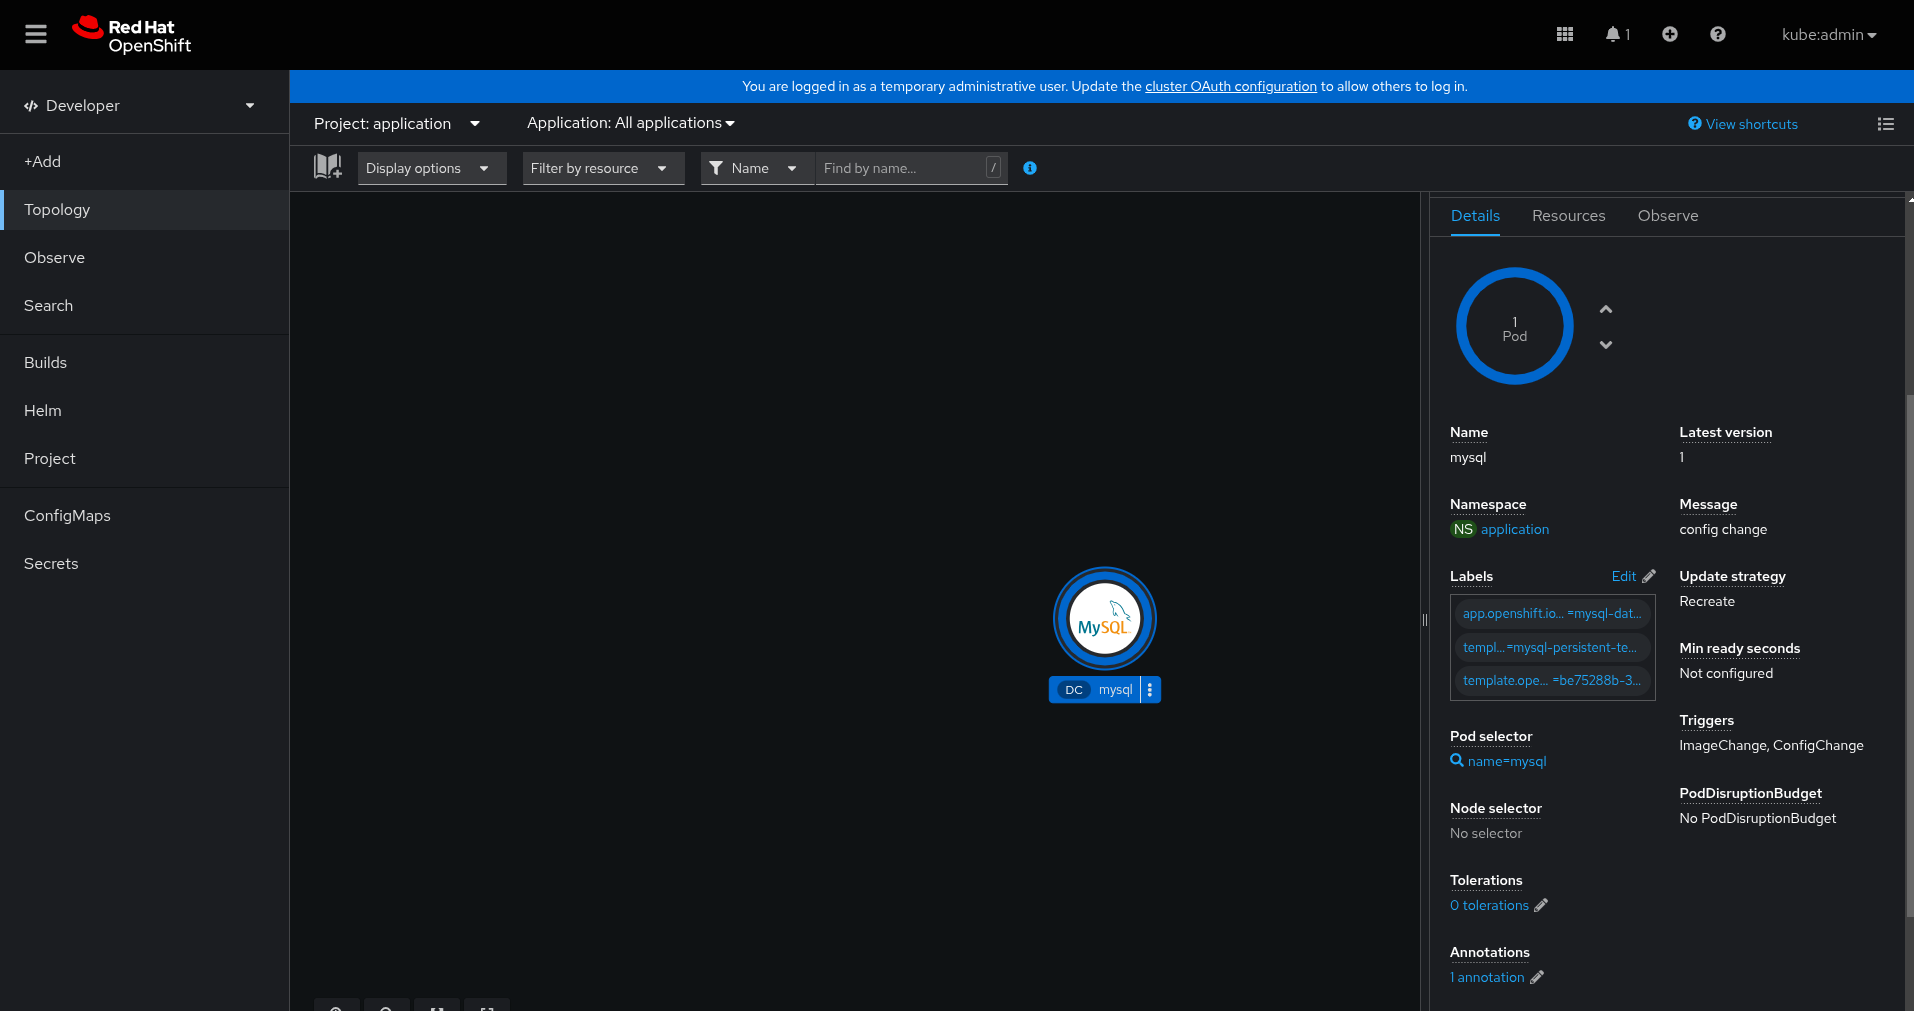 Red Hat
OpenShift
1
kube:admin
Developer
You are logged in as a temporary administrative user. Update the cluster OAuth configuration to allow others to log in.
Project: application
Application: All applications
View shortcuts
Display options
Filter by resource
Name
Find by name...
/
+Add
Topology
Observe
Search
Builds
Helm
Project
ConfigMaps
Secrets
MySQL
DC mysql
Details
Resources
Observe
1
Pod
Name
mysql
Namespace
NS application
Labels
Edit
app.openshift.io... =mysql-dat...
templ...=mysql-persistent-te...
template.ope... =be75288b-3...
Pod selector
name=mysql
Node selector
No selector
Tolerations
0 tolerations
Annotations
1 annotation
Latest version
1
Message
config change
Update strategy
Recreate
Min ready seconds
Not configured
Triggers
ImageChange, ConfigChange
PodDisruptionBudget
No PodDisruptionBudget